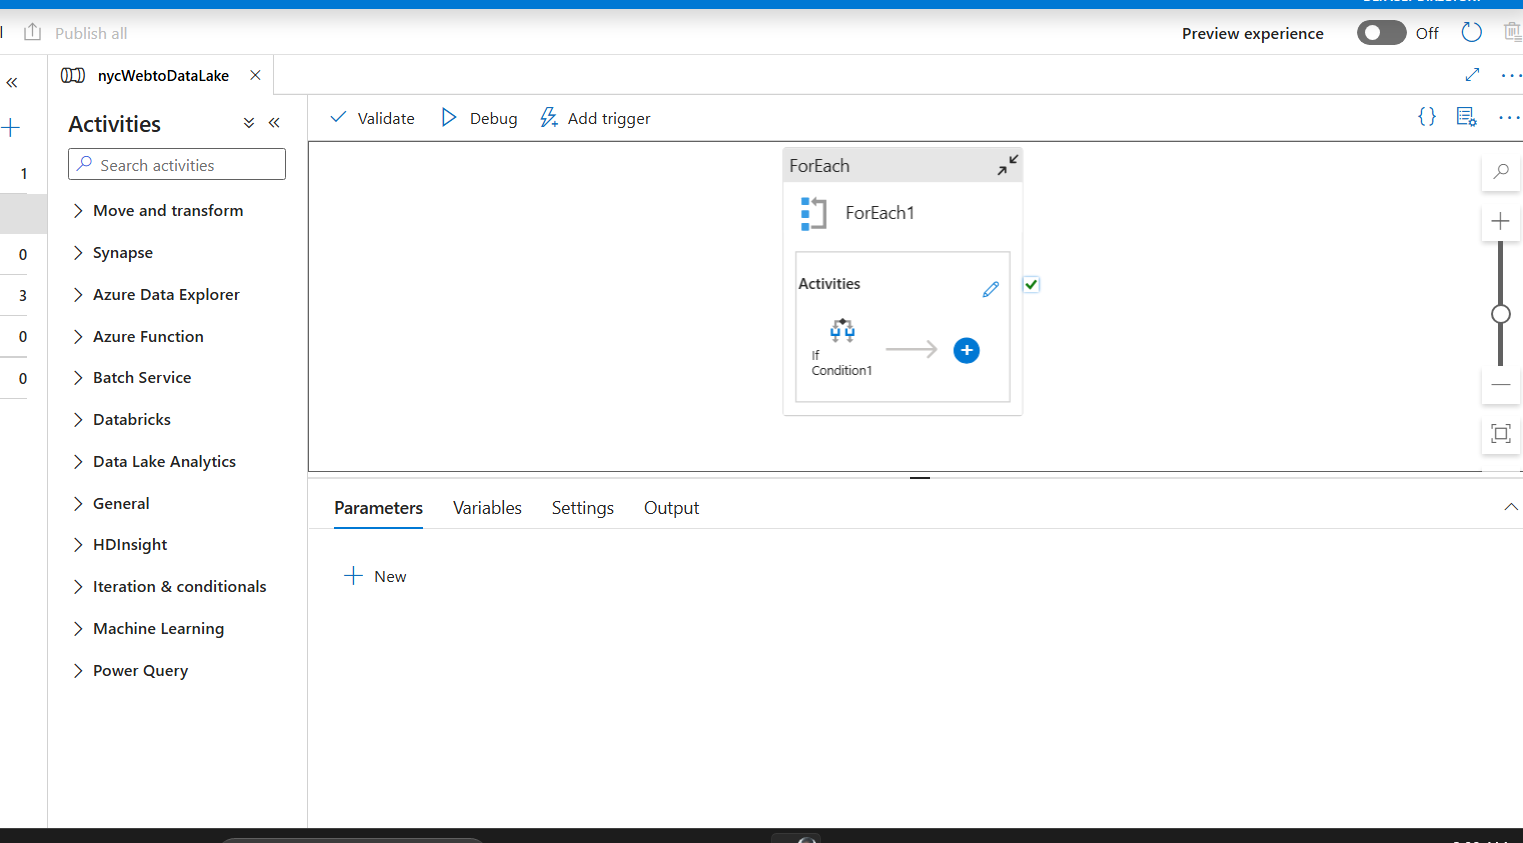 Publish all
Preview experience
Off
nycWebtoDataLake
Activities
Validate
Debug
Add trigger
Search activities
1
0
3
0
0
Move and transform
Synapse
Azure Data Explorer
Azure Function
Batch Service
Databricks
Data Lake Analytics
General
HDInsight
Iteration & conditionals
Machine Learning
Power Query
ForEach
ForEach1
Activities
If
Condition1
Parameters
Variables
Settings
Output
New